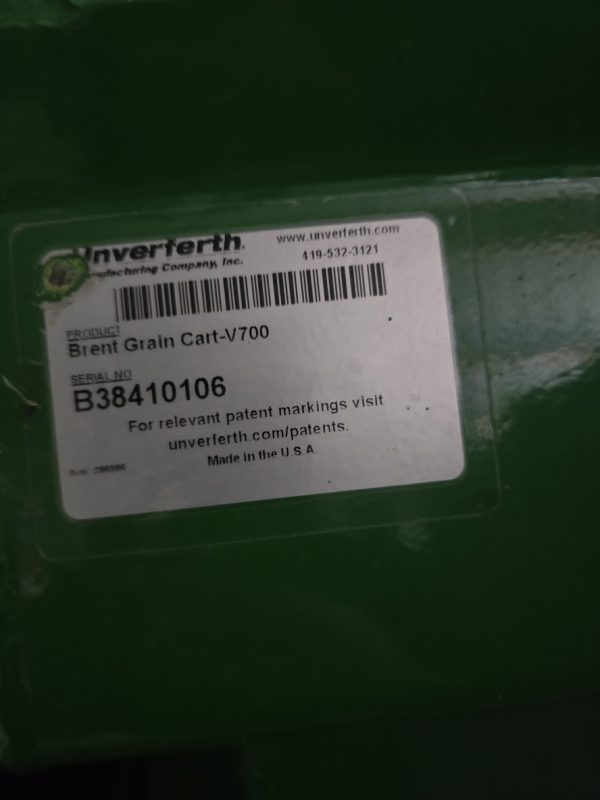 Unverferth.
Manufacturing Company, Inc.
www.unverferth.com
419-532-3121
PRODUCT
Brent Grain Cart-V700
SERIAL NO
B38410106
For relevant patent markings visit
unverferth.com/patents.
Made in the U.S.A.
286986